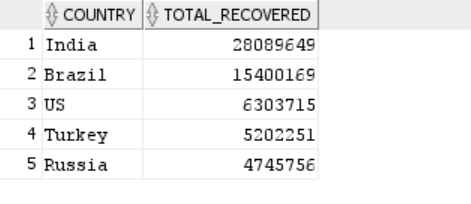 COUNTRY TOTAL_RECOVERED
1 India 28089649
2 Brazil 15400169
3 US 6303715
4 Turkey 5202251
5 Russia 4745756